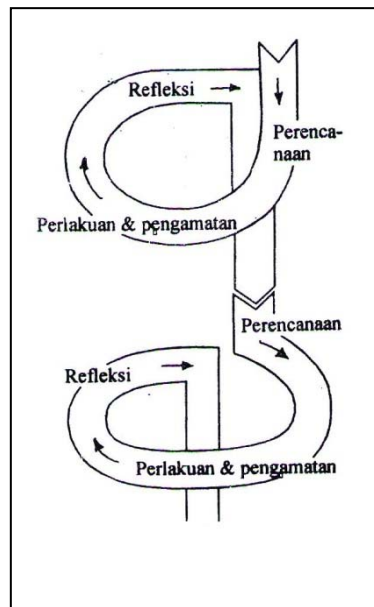 Refleksi
Perenca-
naan
Perlakuan & pengamatan
Perencanaan
Refleksi
Perlakuan & pengamatan